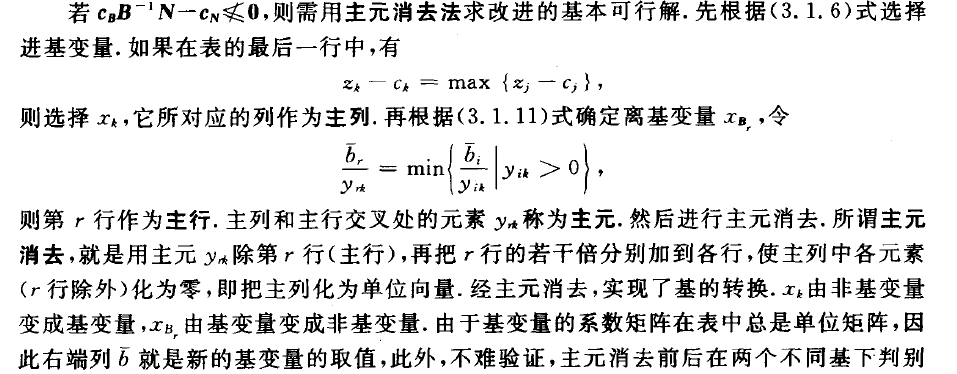 若 c_B B⁻¹N－c_N≰0,则需用主元消去法求改进的基本可行解.先根据(3.1.6)式选择
进基变量.如果在表的最后一行中,有
z_k － c_k = max {z_j － c_j},
则选择 x_k,它所对应的列作为主列.再根据(3.1.11)式确定离基变量 x_{B_r},令
b̄_r / y_{rk} = min{ b̄_i / y_{ik} | y_{ik} > 0 },
则第 r 行作为主行.主列和主行交叉处的元素 y_{rk}称为主元.然后进行主元消去.所谓主元
消去,就是用主元 y_{rk}除第 r 行(主行),再把 r 行的若干倍分别加到各行,使主列中各元素
(r 行除外)化为零,即把主列化为单位向量.经主元消去,实现了基的转换.x_k由非基变量
变成基变量,x_{B_r}由基变量变成非基变量.由于基变量的系数矩阵在表中总是单位矩阵,因
此右端列 b̄ 就是新的基变量的取值,此外,不难验证,主元消去前后在两个不同基下判别